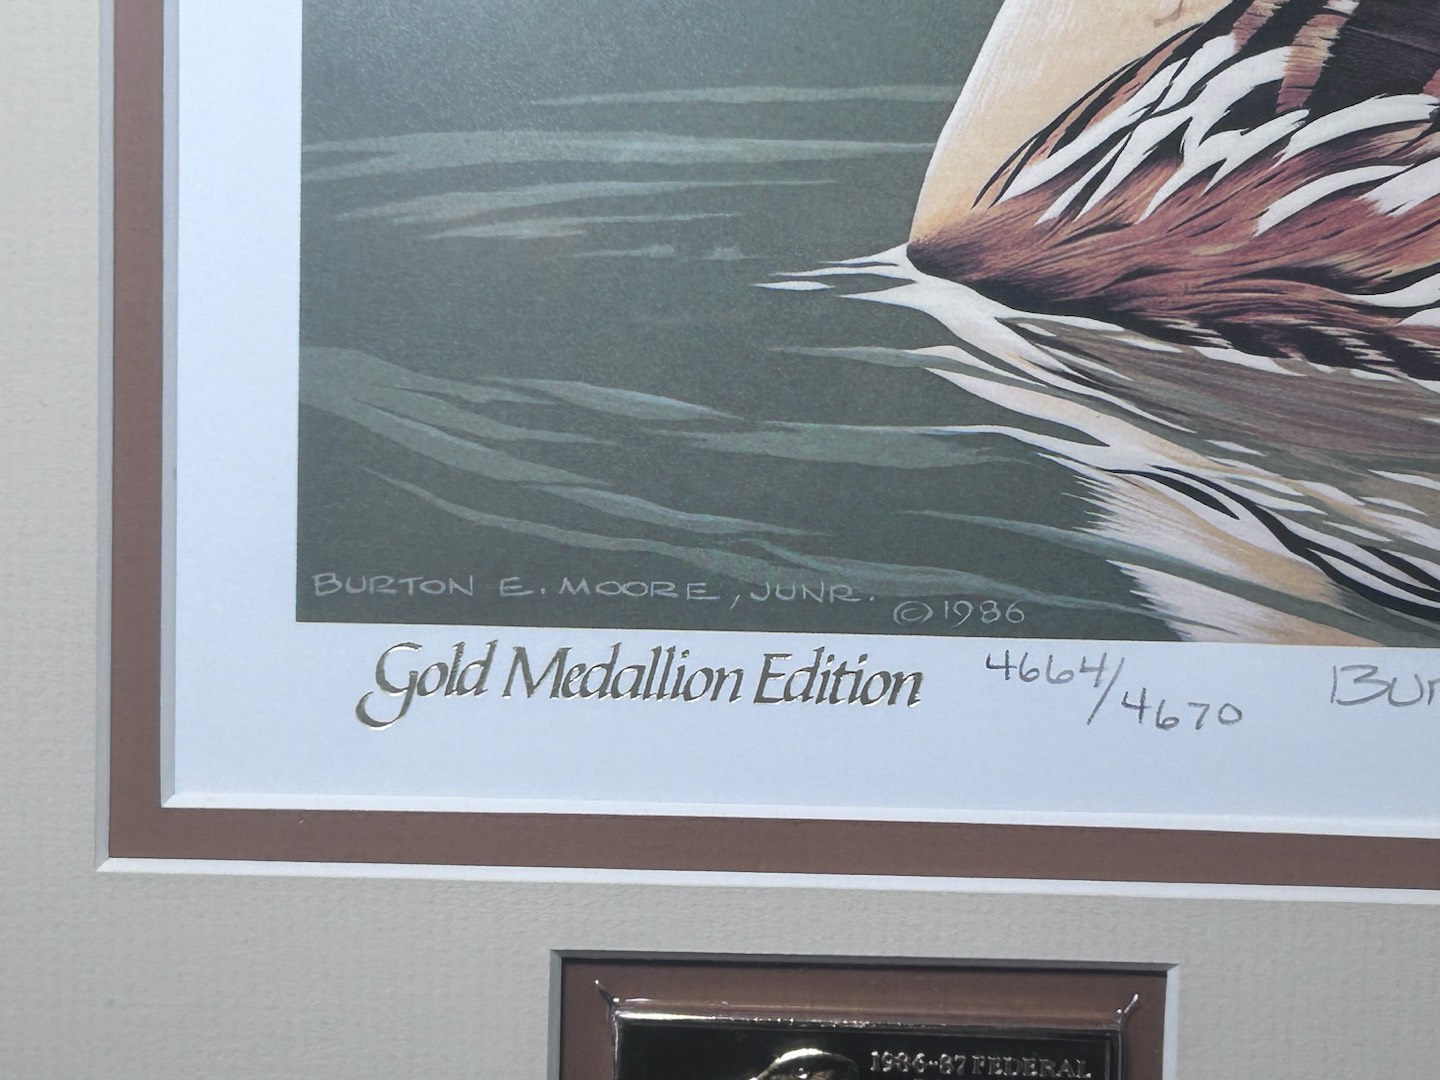 BURTON E. MOORE, JUNR. ©1986
Gold Medallion Edition 4664/4670
1986-87 FEDERAL